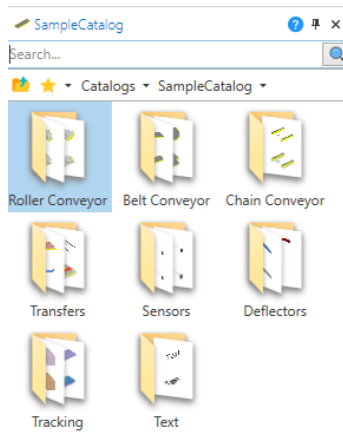 SampleCatalog
Search...
Catalogs SampleCatalog
Roller Conveyor Belt Conveyor Chain Conveyor
Transfers Sensors Deflectors
Tracking Text